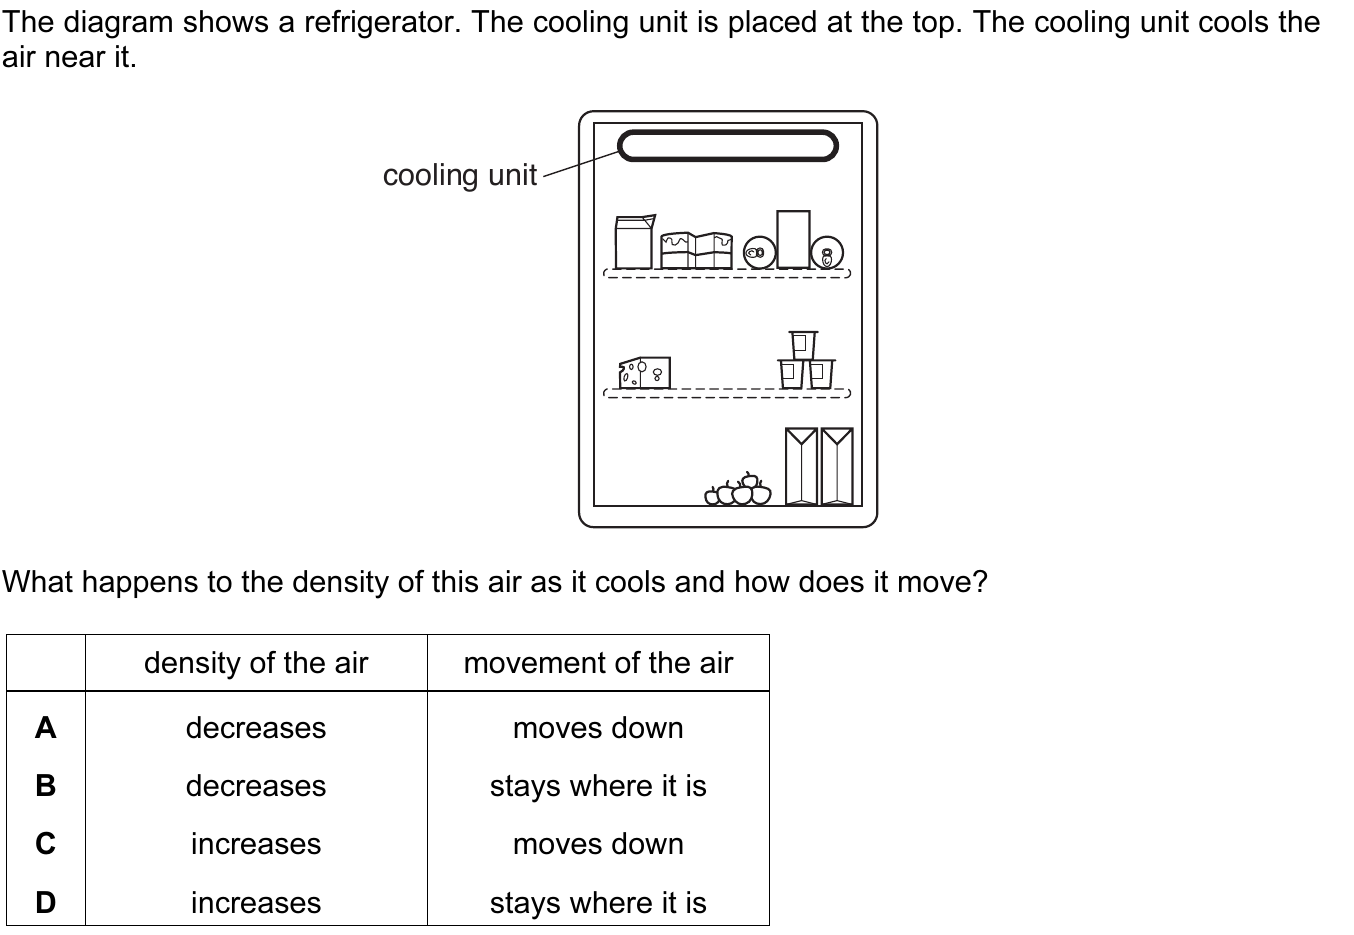 The diagram shows a refrigerator. The cooling unit is placed at the top. The cooling unit cools the
air near it.
cooling unit
What happens to the density of this air as it cools and how does it move?
density of the air movement of the air
A decreases moves down
B decreases stays where it is
C increases moves down
D increases stays where it is